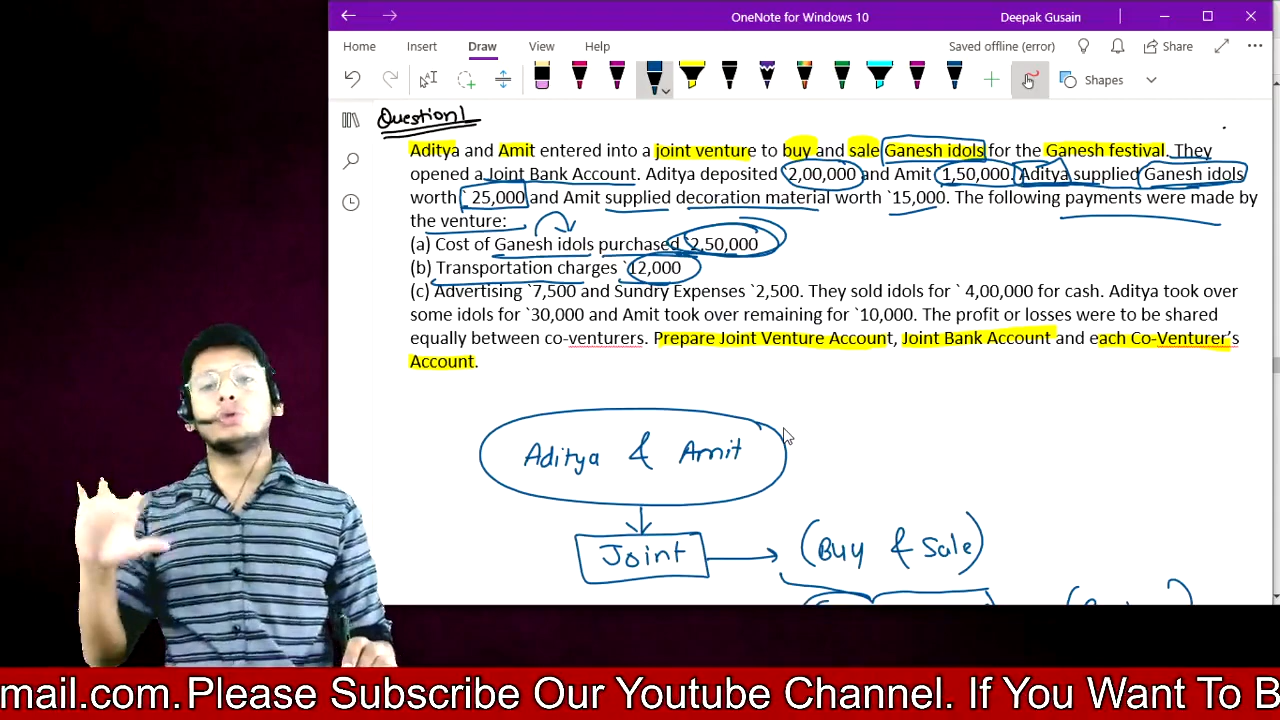 OneNote for Windows 10
Deepak Gusain
Home Insert Draw View Help
Saved offline (error)
Share
Shapes
Question 1
Aditya and Amit entered into a joint venture to buy and sale Ganesh idols for the Ganesh festival. They
opened a Joint Bank Account. Aditya deposited 2,00,000 and Amit 1,50,000. Aditya supplied Ganesh idols
worth ` 25,000 and Amit supplied decoration material worth `15,000. The following payments were made by
the venture:
(a) Cost of Ganesh idols purchased 2,50,000
(b) Transportation charges `12,000
(c) Advertising `7,500 and Sundry Expenses `2,500. They sold idols for ` 4,00,000 for cash. Aditya took over
some idols for `30,000 and Amit took over remaining for `10,000. The profit or losses were to be shared
equally between co-venturers. Prepare Joint Venture Account, Joint Bank Account and each Co-Venturer's
Account.
Aditya & Amit
Joint
(Buy & Sale)
mail.com. Please Subscribe Our Youtube Channel. If You Want To B